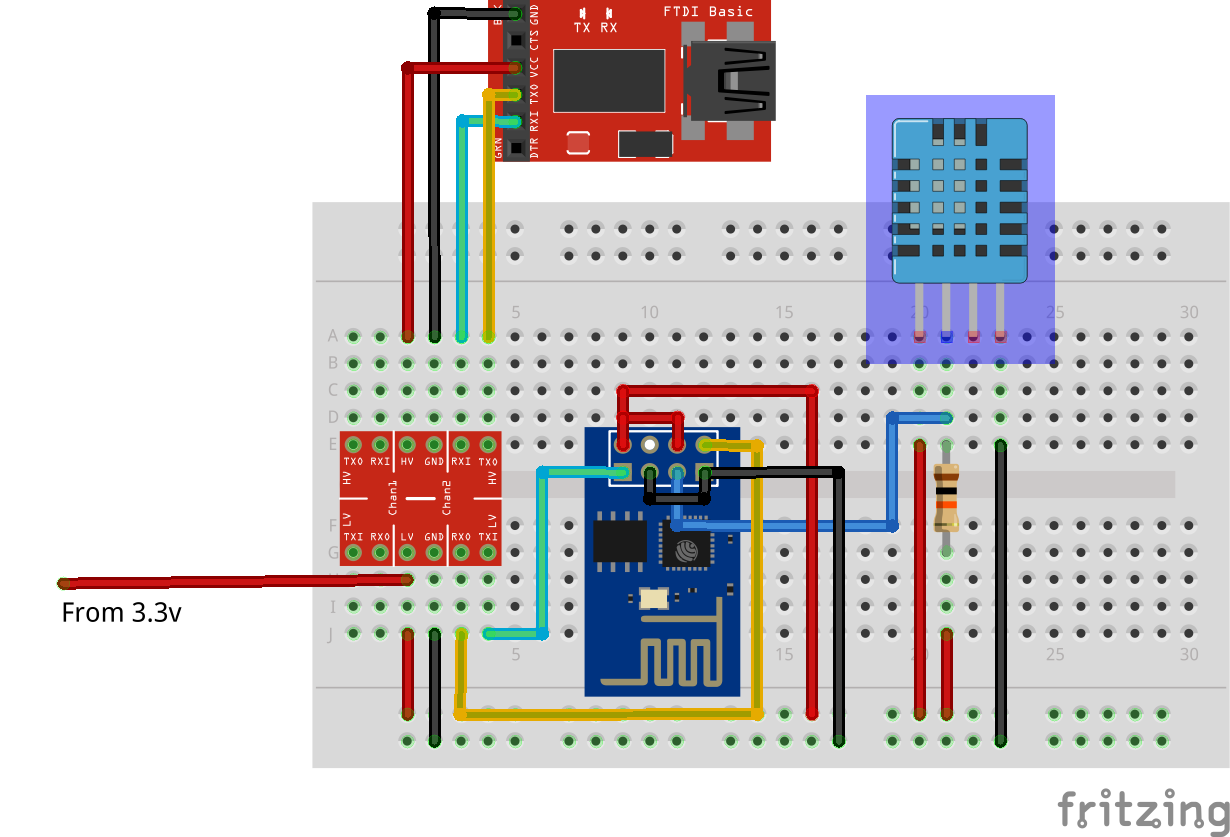 FTDI Basic
TX RX
BLK
GND
CTS
VCC
TXO
RXI
DTR
GRN
5 10 15 20 25 30
A
B
C
D
E
TXO RXI HV GND RXI TXO
HV HV
Chan1 Chan2
LV LV
TXI RXO LV GND RXO TXI
F
G
H
I
J
From 3.3v
5 15 20 25 30
fritzing